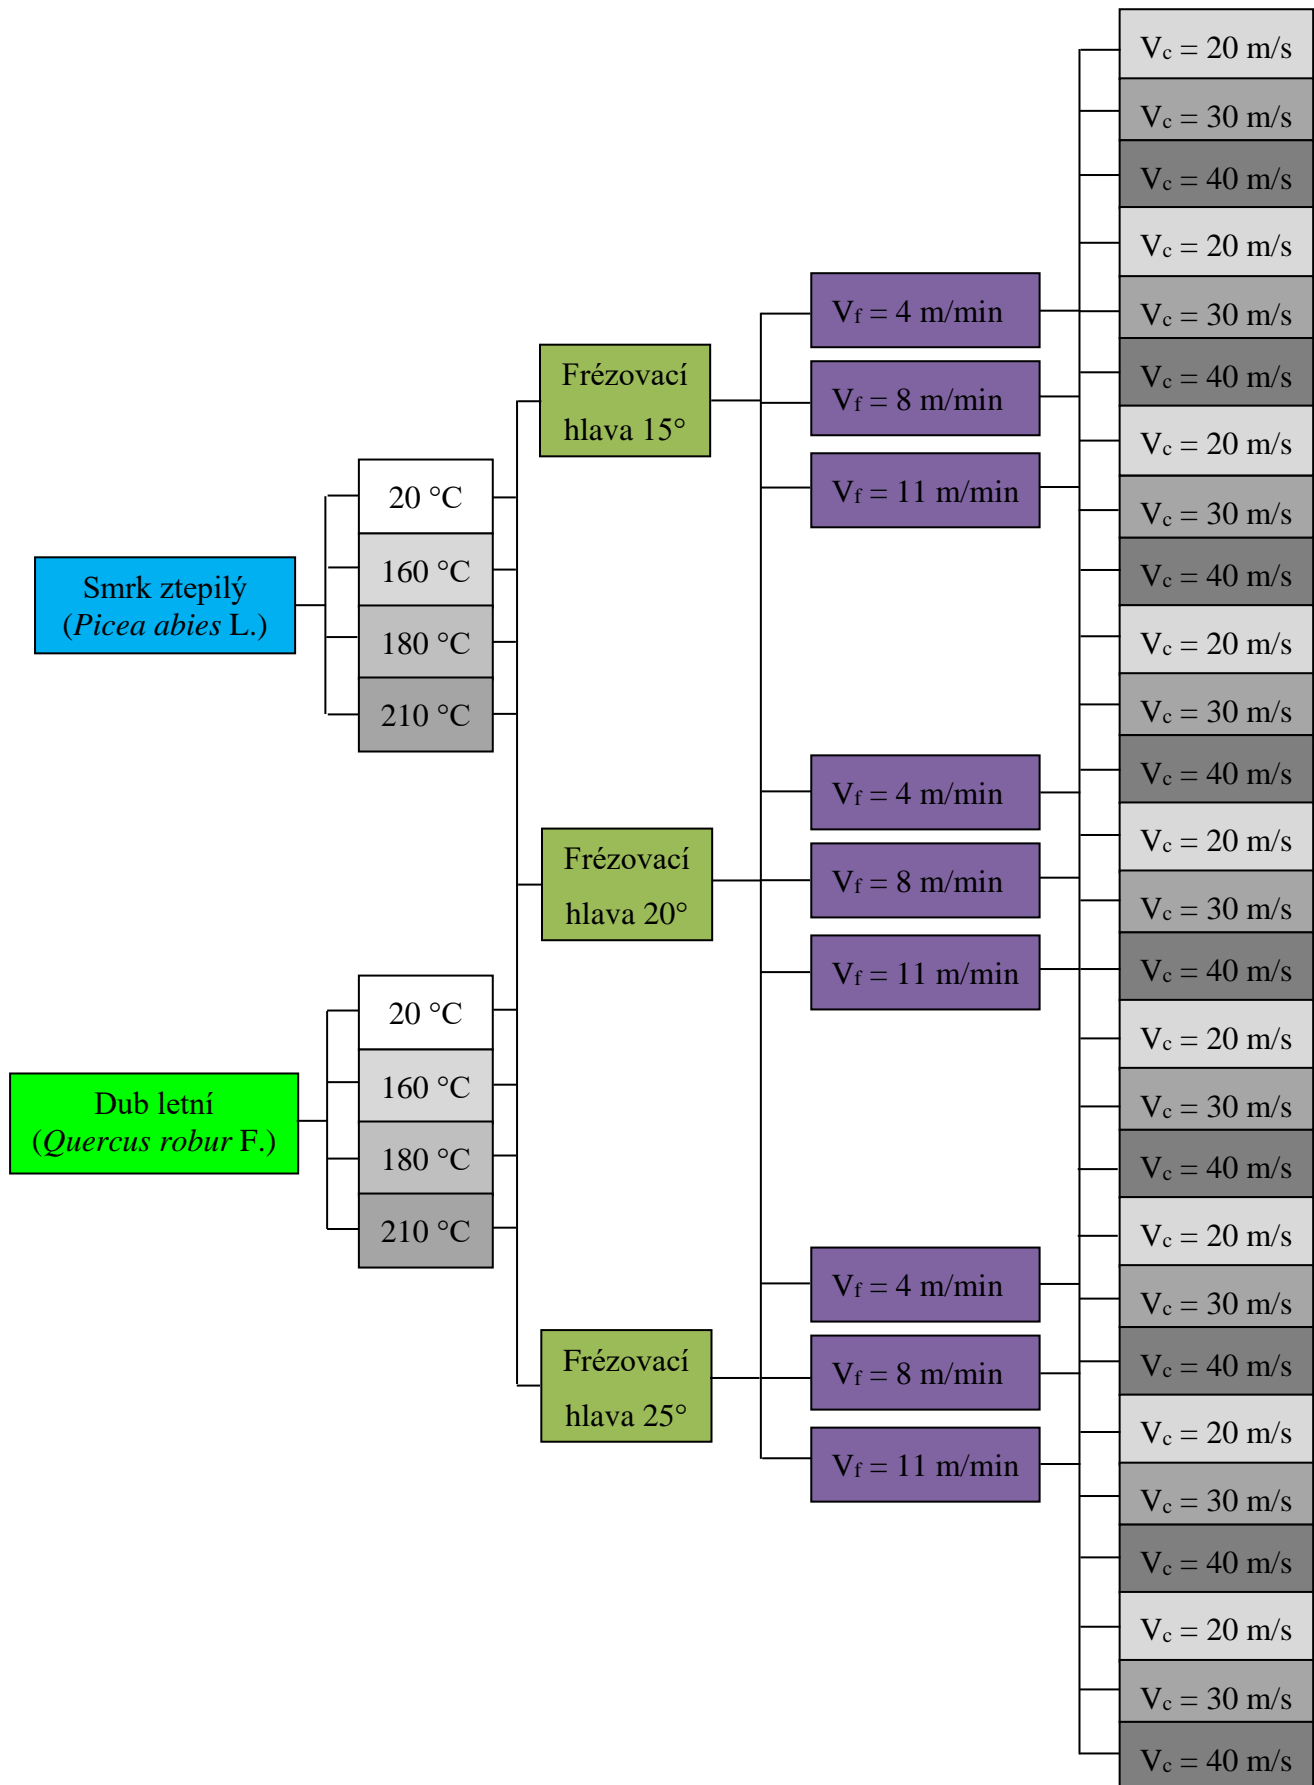 Smrk ztepilý
(Picea abies L.)
Dub letní
(Quercus robur F.)
20 °C
160 °C
180 °C
210 °C
20 °C
160 °C
180 °C
210 °C
Frézovací
hlava 15°
Frézovací
hlava 20°
Frézovací
hlava 25°
Vf = 4 m/min
Vf = 8 m/min
Vf = 11 m/min
Vf = 4 m/min
Vf = 8 m/min
Vf = 11 m/min
Vf = 4 m/min
Vf = 8 m/min
Vf = 11 m/min
Vc = 20 m/s
Vc = 30 m/s
Vc = 40 m/s
Vc = 20 m/s
Vc = 30 m/s
Vc = 40 m/s
Vc = 20 m/s
Vc = 30 m/s
Vc = 40 m/s
Vc = 20 m/s
Vc = 30 m/s
Vc = 40 m/s
Vc = 20 m/s
Vc = 30 m/s
Vc = 40 m/s
Vc = 20 m/s
Vc = 30 m/s
Vc = 40 m/s
Vc = 20 m/s
Vc = 30 m/s
Vc = 40 m/s
Vc = 20 m/s
Vc = 30 m/s
Vc = 40 m/s
Vc = 20 m/s
Vc = 30 m/s
Vc = 40 m/s